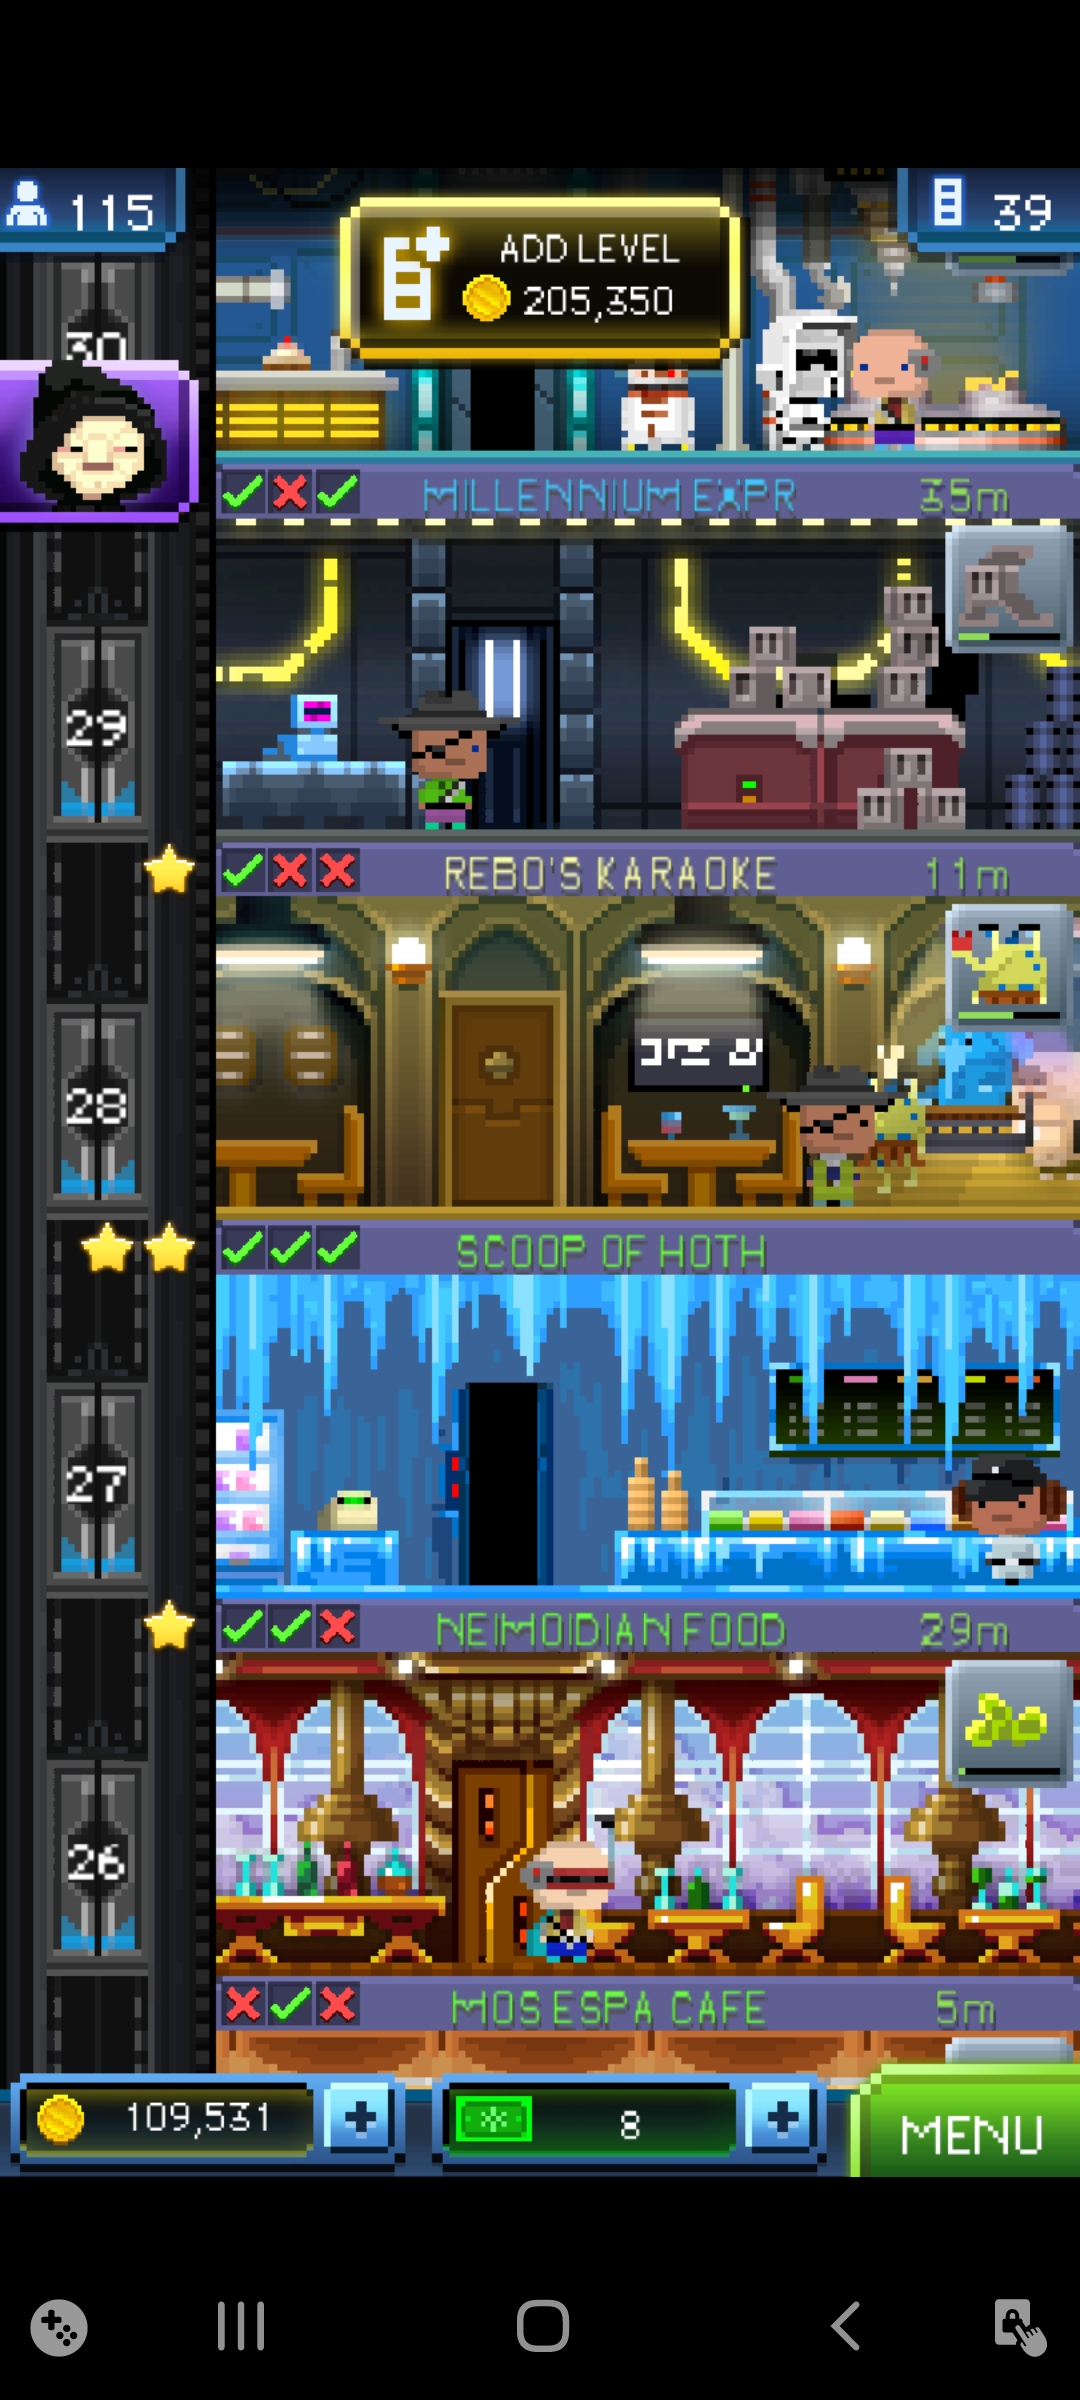 115
ADD LEVEL
205,350
39
30
MILLENNIUM EXPR 35m
29
REBO'S KARAOKE 11m
28
SCOOP OF HOTH
27
NEIMOIDIAN FOOD 29m
26
MOS ESPA CAFE 5m
109,531
8
MENU